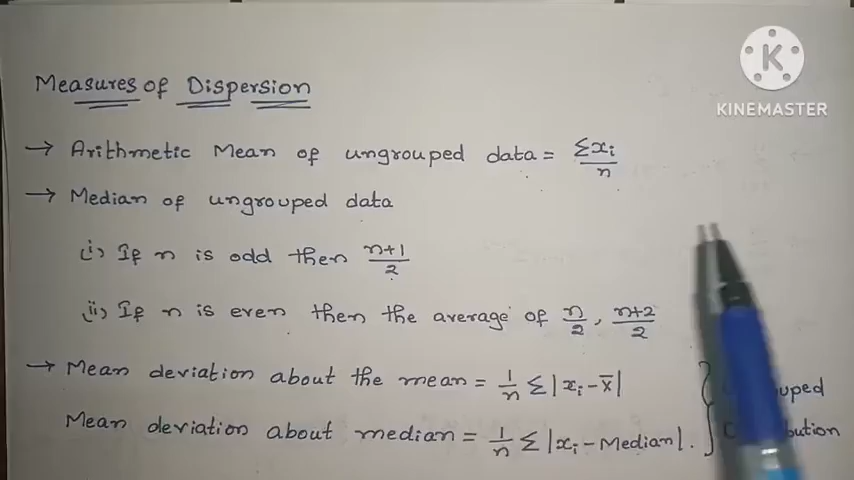 Measures of Dispersion
K
KINEMASTER
→ Arithmetic Mean of ungrouped data = Σxᵢ/n
→ Median of ungrouped data
(i) If n is odd then n+1/2
(ii) If n is even then the average of n/2, n+2/2
→ Mean deviation about the mean = 1/n Σ|xᵢ - x̄|
Mean deviation about median = 1/n Σ |xᵢ - Median|.